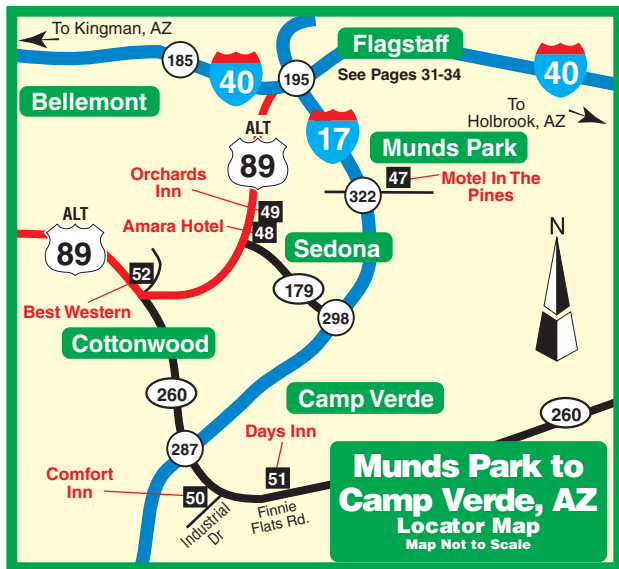 To Kingman, AZ
185
40
Bellemont
195
Flagstaff
See Pages 31-34
40
To
Holbrook, AZ
17
ALT
89
Munds Park
47
Motel In The
Pines
322
Orchards
Inn
49
Amara Hotel
48
Sedona
ALT
89
52
Best Western
179
298
N
Cottonwood
260
Camp Verde
260
287
Days Inn
51
Comfort
Inn
50
Industrial
Dr
Finnie
Flats Rd.
Munds Park to
Camp Verde, AZ
Locator Map
Map Not to Scale